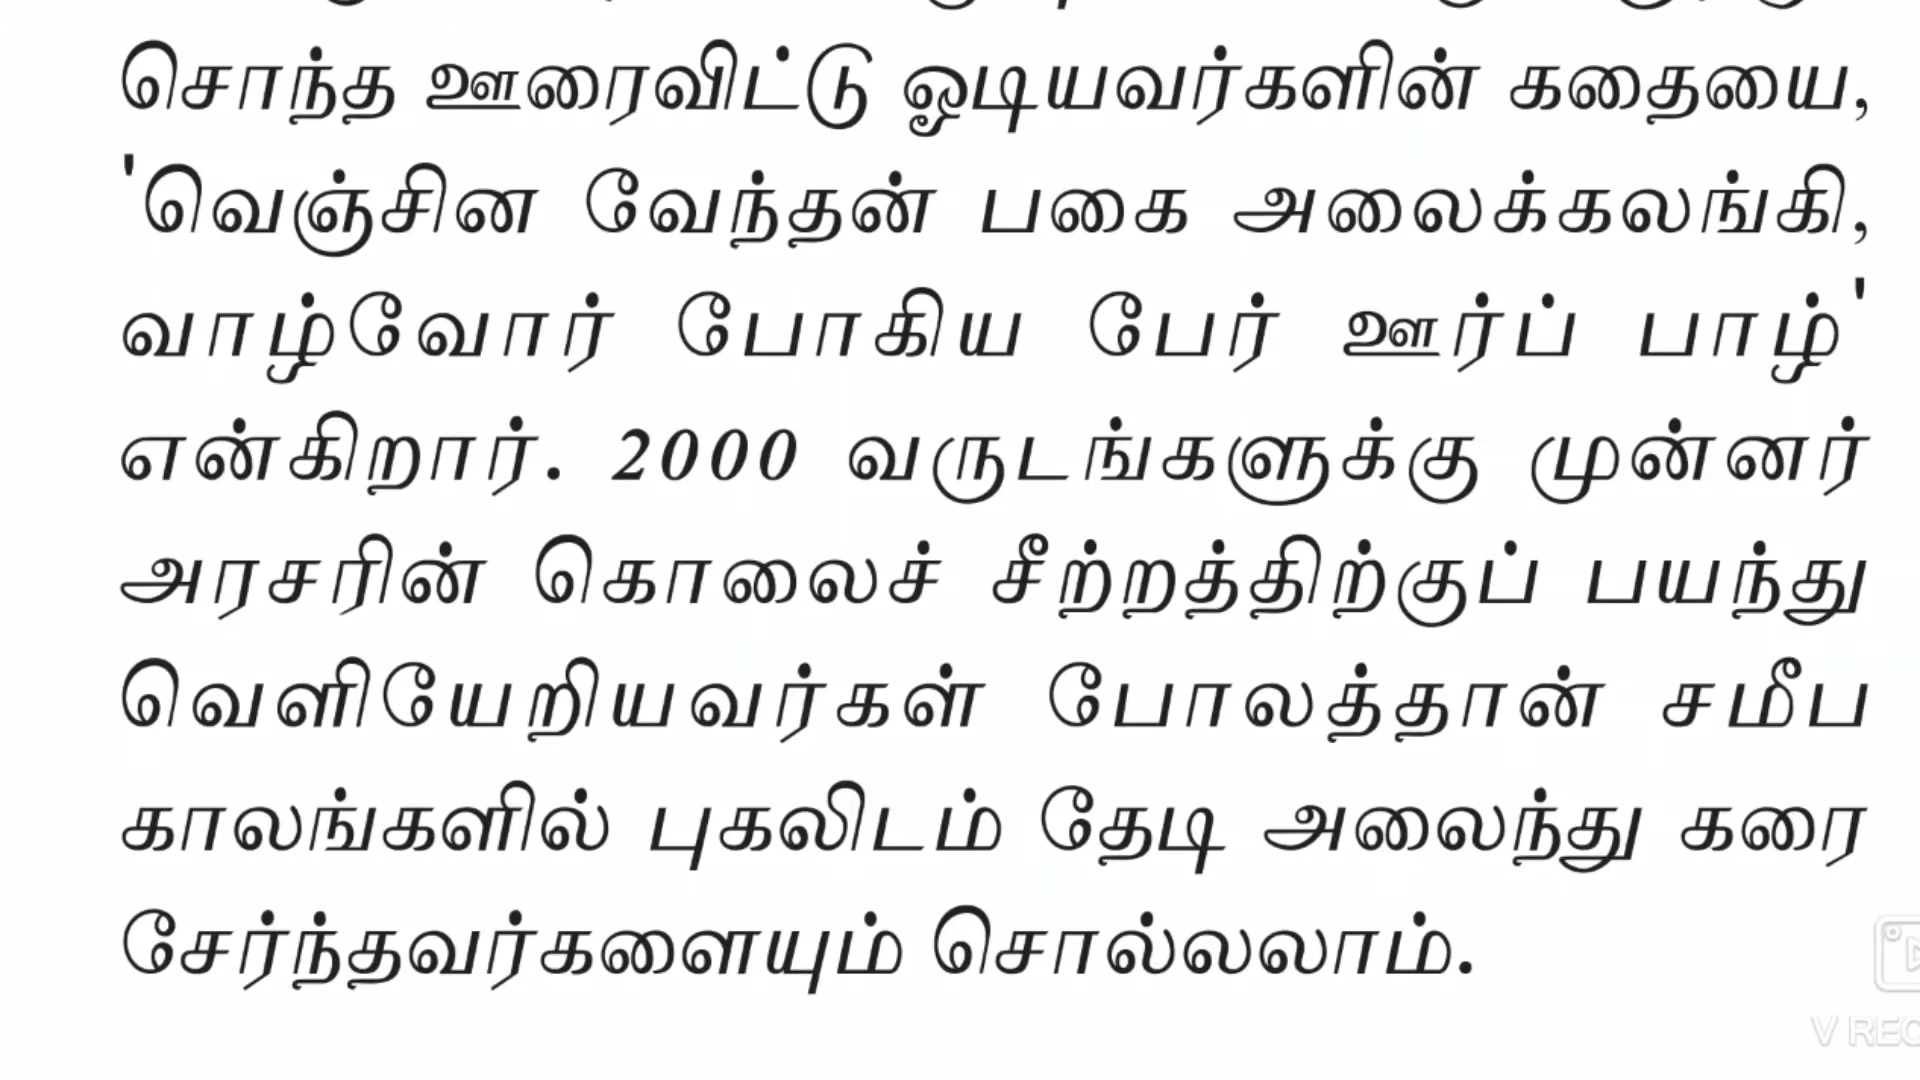 சொந்த ஊரைவிட்டு ஓடியவர்களின் கதையை,
'வெஞ்சின வேந்தன் பகை அலைக்கலங்கி,
வாழ்வோர் போகிய பேர் ஊர்ப் பாழ்'
என்கிறார். 2000 வருடங்களுக்கு முன்னர்
அரசரின் கொலைச் சீற்றத்திற்குப் பயந்து
வெளியேறியவர்கள் போலத்தான் சமீப
காலங்களில் புகலிடம் தேடி அலைந்து கரை
சேர்ந்தவர்களையும் சொல்லலாம்.
V REC